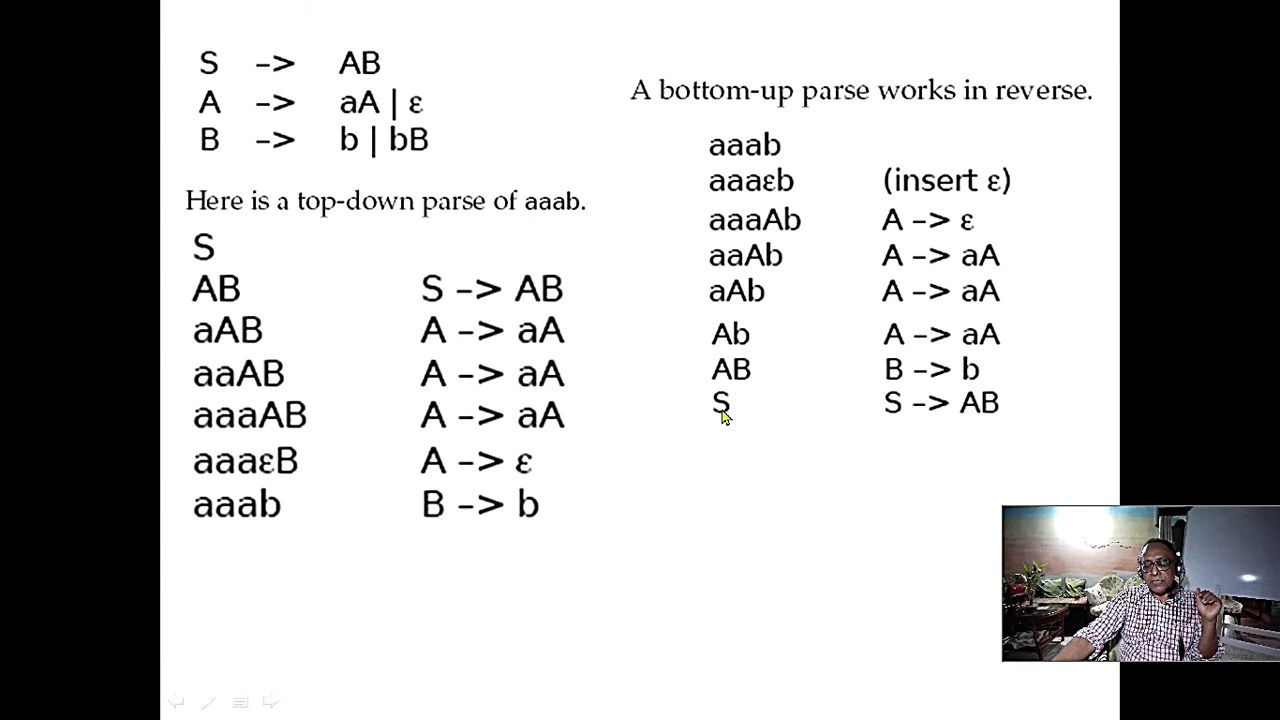 S –> AB
A –> aA | ε
B –> b | bB
Here is a top-down parse of aaab.
S
AB S –> AB
aAB A –> aA
aaAB A –> aA
aaaAB A –> aA
aaaεB A –> ε
aaab B –> b
A bottom-up parse works in reverse.
aaab
aaaεb (insert ε)
aaaAb A –> ε
aaAb A –> aA
aAb A –> aA
Ab A –> aA
AB B –> b
S S –> AB